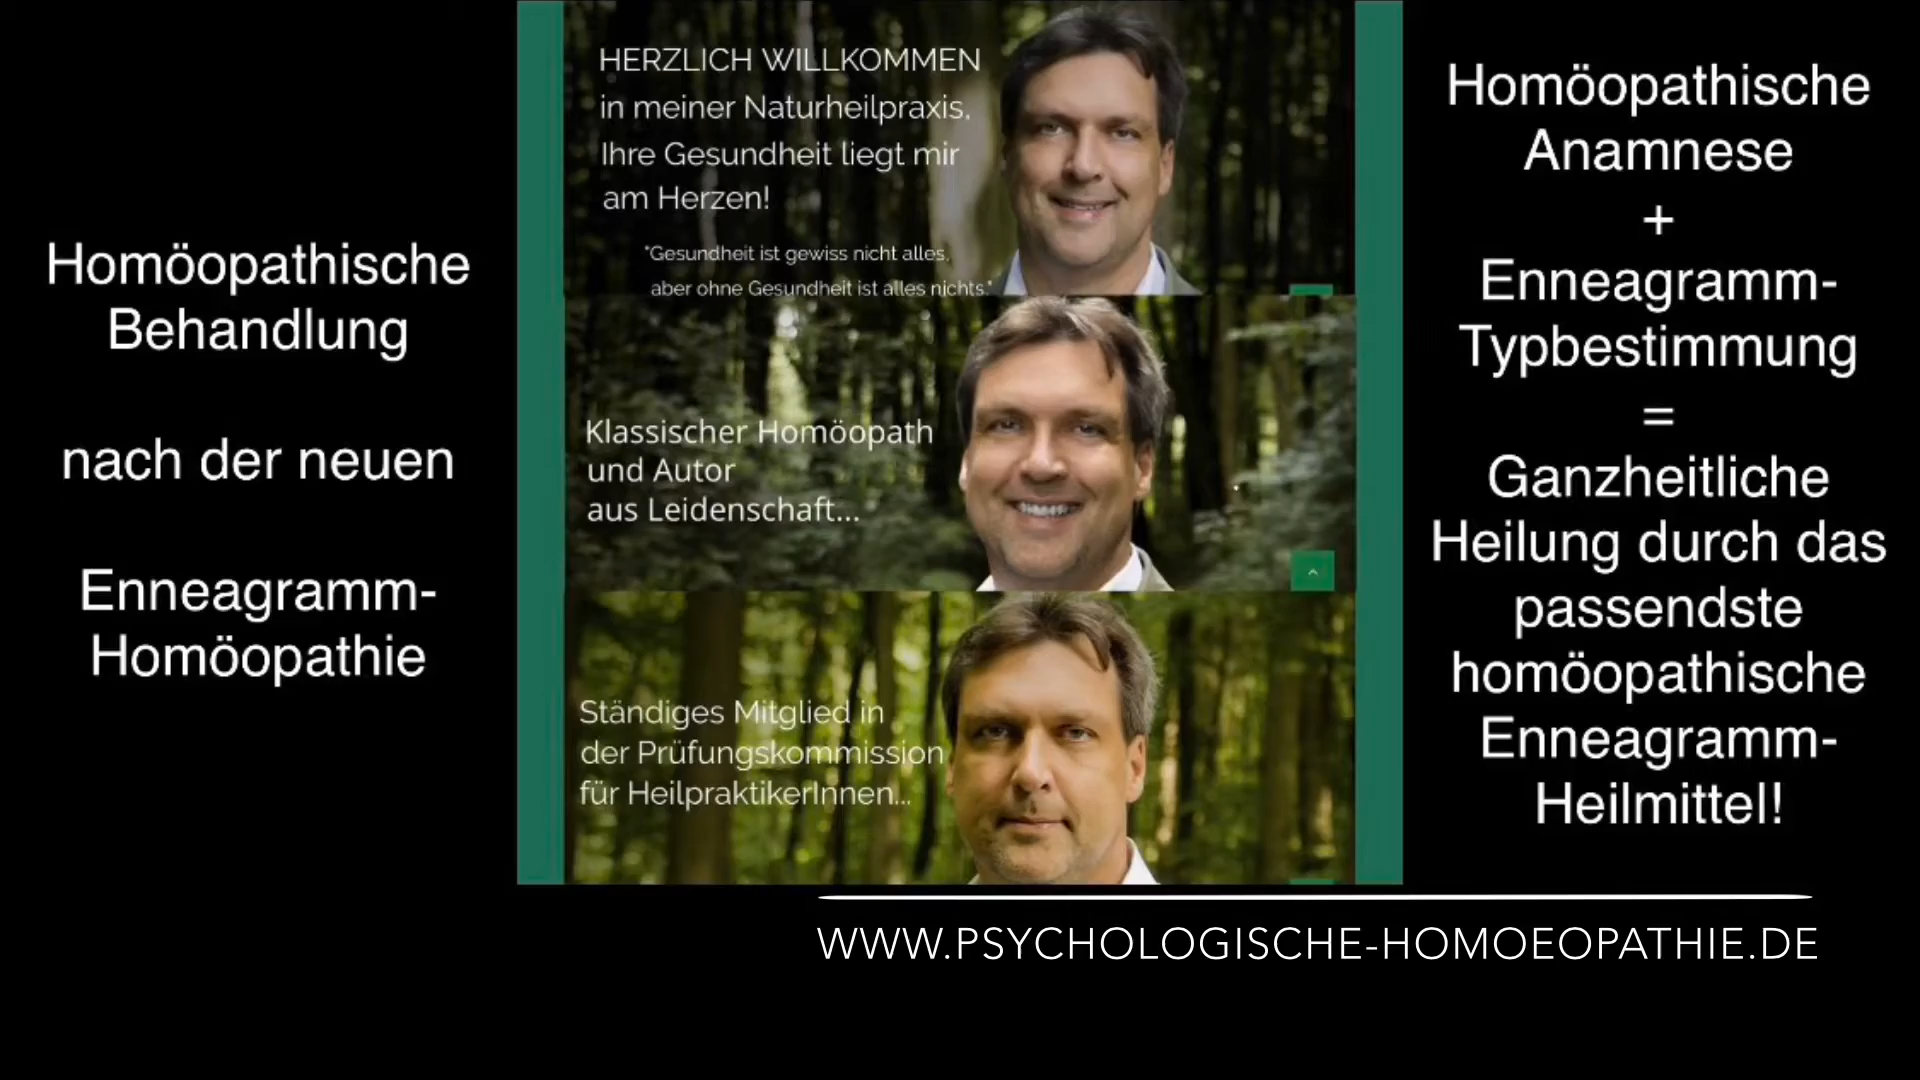 Homöopathische
Behandlung
nach der neuen
Enneagramm-
Homöopathie
HERZLICH WILLKOMMEN
in meiner Naturheilpraxis,
Ihre Gesundheit liegt mir
am Herzen!
"Gesundheit ist gewiss nicht alles,
aber ohne Gesundheit ist alles nichts."
Klassischer Homöopath
und Autor
aus Leidenschaft...
Ständiges Mitglied in
der Prüfungskommission
für HeilpraktikerInnen...
Homöopathische
Anamnese
+
Enneagramm-
Typbestimmung
=
Ganzheitliche
Heilung durch das
passendste
homöopathische
Enneagramm-
Heilmittel!
WWW.PSYCHOLOGISCHE-HOMOEOPATHIE.DE